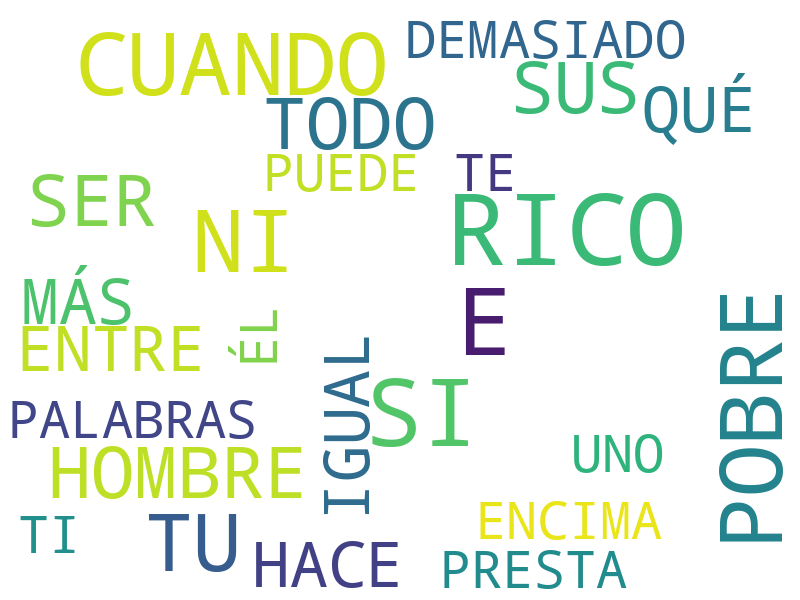 CUANDO
DEMASIADO
SUS
QUÉ
TODO
PUEDE
TE
SER
NI
RICO
MÁS
ENTRE
ÉL
E
POBRE
IGUAL
SI
PALABRAS
HOMBRE
UNO
TI
TU
HACE
ENCIMA
PRESTA